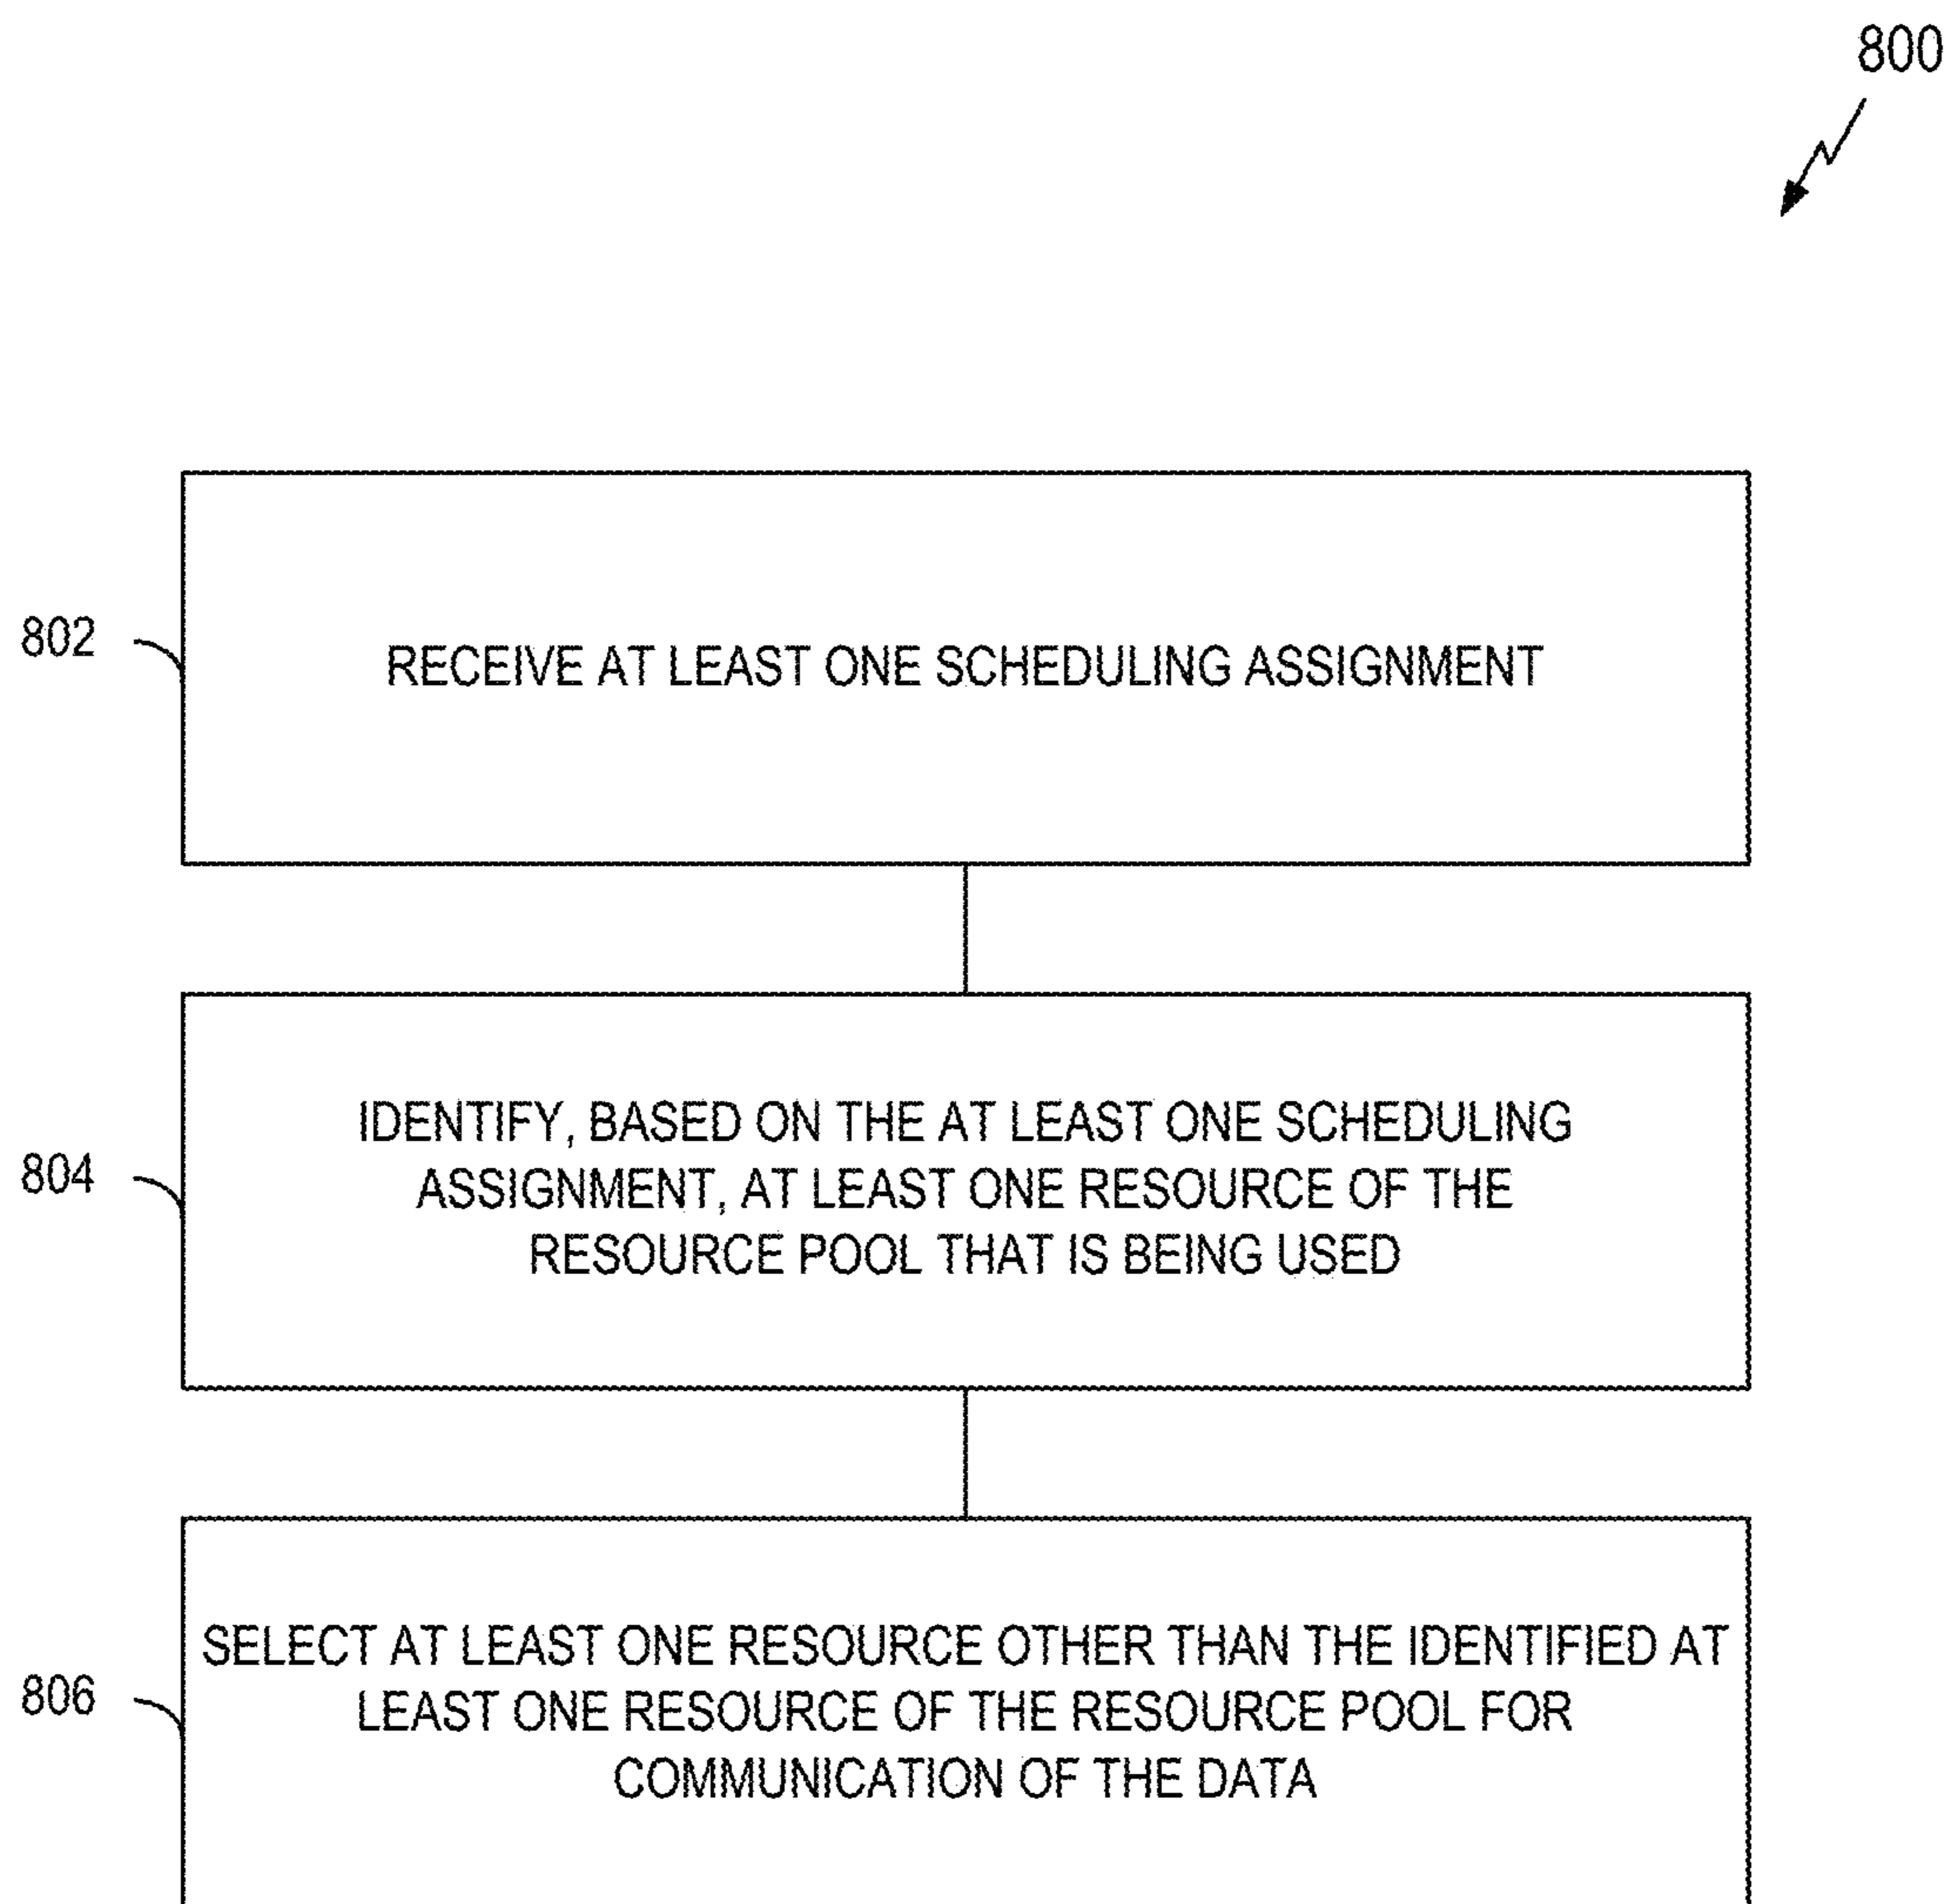 800
802
RECEIVE AT LEAST ONE SCHEDULING ASSIGNMENT
804
IDENTIFY, BASED ON THE AT LEAST ONE SCHEDULING
ASSIGNMENT, AT LEAST ONE RESOURCE OF THE
RESOURCE POOL THAT IS BEING USED
806
SELECT AT LEAST ONE RESOURCE OTHER THAN THE IDENTIFIED AT
LEAST ONE RESOURCE OF THE RESOURCE POOL FOR
COMMUNICATION OF THE DATA